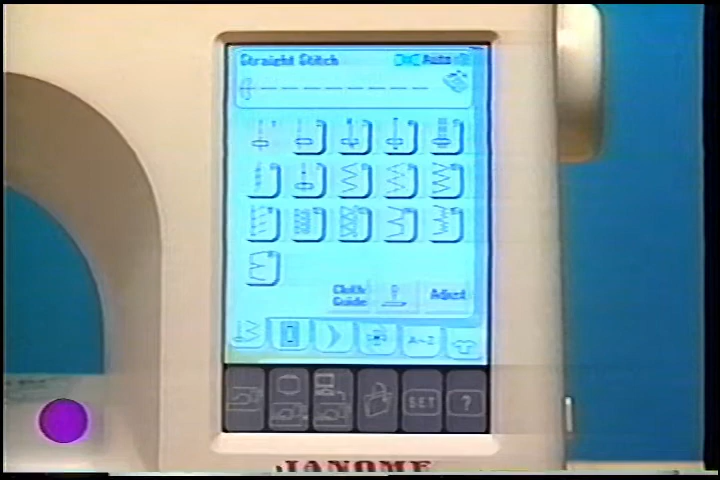 Straight Stitch Auto
Cloth
Guide
Adjust
A~Z
SET ?
JANOME